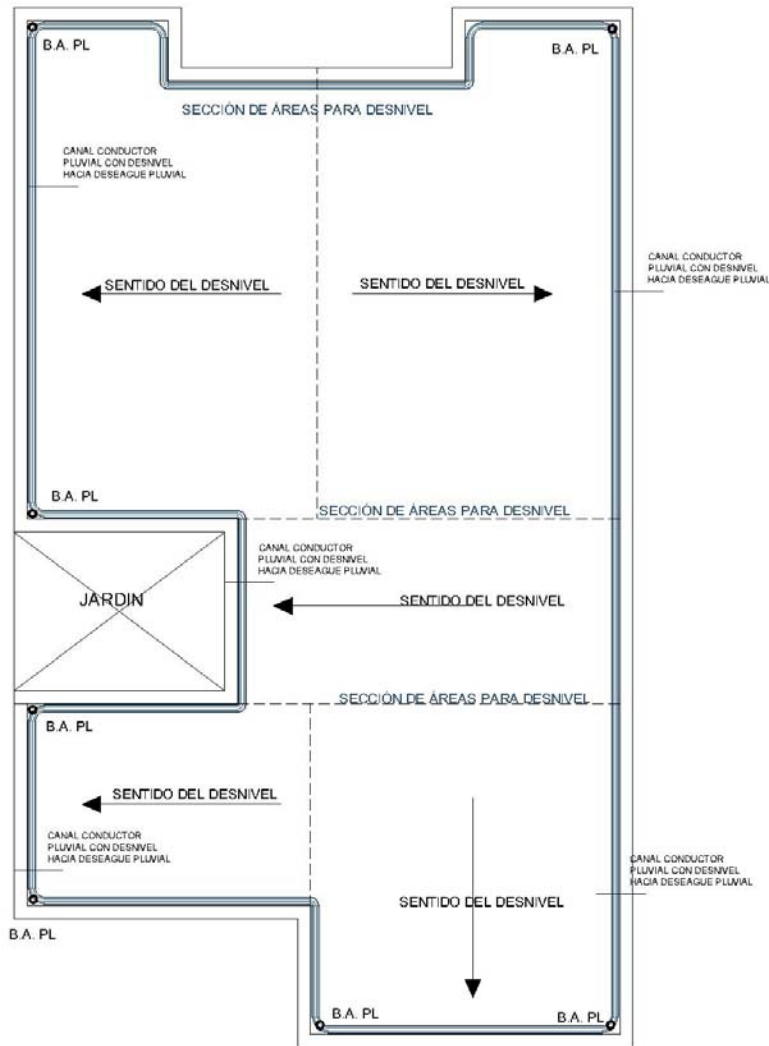 B.A. PL
B.A. PL
SECCIÓN DE ÁREAS PARA DESNIVEL
CANAL CONDUCTOR
PLUVIAL CON DESNIVEL
HACIA DESEAGUE PLUVIAL
CANAL CONDUCTOR
PLUVIAL CON DESNIVEL
HACIA DESEAGUE PLUVIAL
SENTIDO DEL DESNIVEL
SENTIDO DEL DESNIVEL
B.A. PL
SECCIÓN DE ÁREAS PARA DESNIVEL
CANAL CONDUCTOR
PLUVIAL CON DESNIVEL
HACIA DESEAGUE PLUVIAL
JARDIN
SENTIDO DEL DESNIVEL
SECCIÓN DE ÁREAS PARA DESNIVEL
B.A. PL
SENTIDO DEL DESNIVEL
CANAL CONDUCTOR
PLUVIAL CON DESNIVEL
HACIA DESEAGUE PLUVIAL
CANAL CONDUCTOR
PLUVIAL CON DESNIVEL
HACIA DESEAGUE PLUVIAL
SENTIDO DEL DESNIVEL
B.A. PL
B.A. PL
B.A. PL